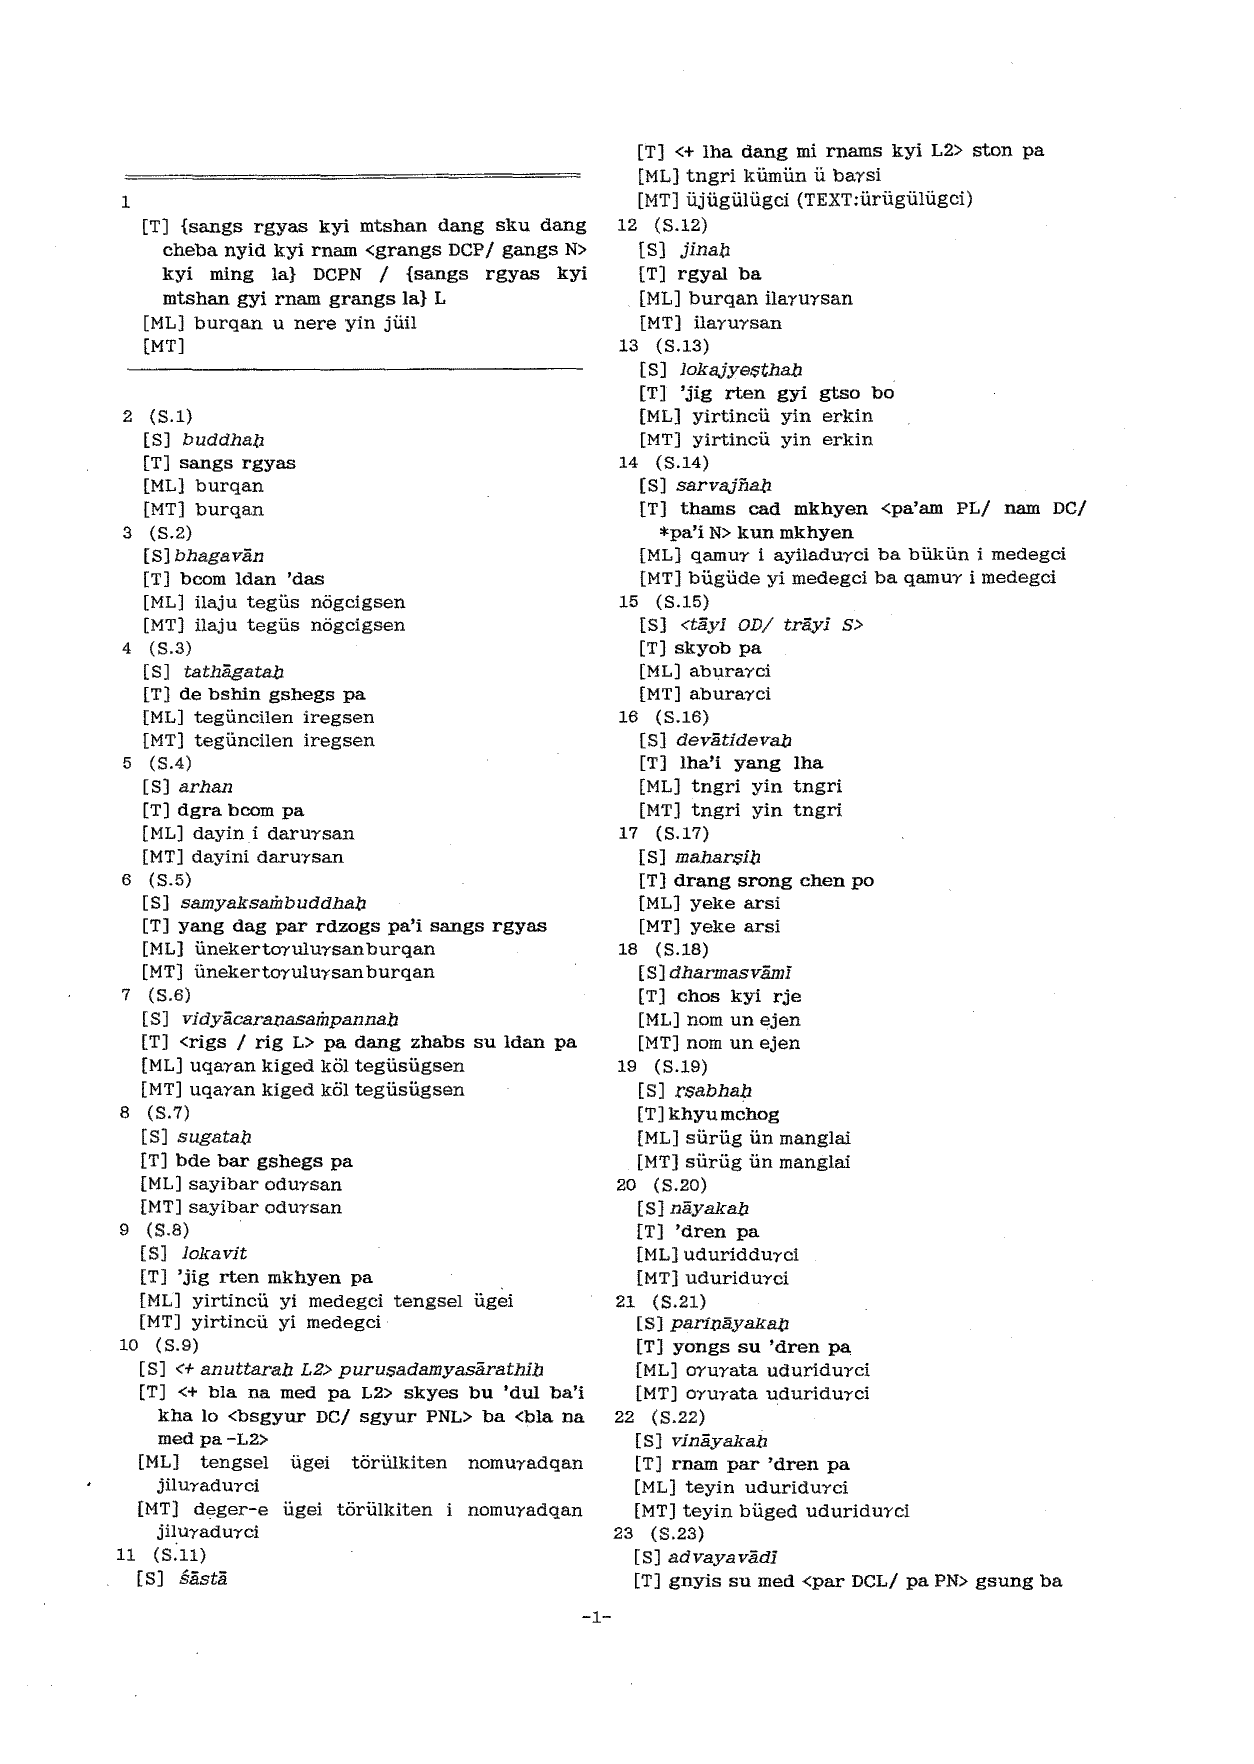 1
[T] {sangs rgyas kyi mtshan dang sku dang
cheba nyid kyi rnam <grangs DCP/ gangs N>
kyi ming la} DCPN / {sangs rgyas kyi
mtshan gyi rnam grangs la} L
[ML] burqan u nere yin jüil
[MT]
2 (S.1)
[S] buddhaḥ
[T] sangs rgyas
[ML] burqan
[MT] burqan
3 (S.2)
[S] bhagavān
[T] bcom ldan 'das
[ML] ilaju tegüs nögcigsen
[MT] ilaju tegüs nögcigsen
4 (S.3)
[S] tathāgataḥ
[T] de bshin gshegs pa
[ML] tegüncilen iregsen
[MT] tegüncilen iregsen
5 (S.4)
[S] arhan
[T] dgra bcom pa
[ML] dayin i daruγsan
[MT] dayini daruγsan
6 (S.5)
[S] samyaksaṁbuddhaḥ
[T] yang dag par rdzogs pa'i sangs rgyas
[ML] ünekertoγuluγsanburqan
[MT] ünekertoγuluγsanburqan
7 (S.6)
[S] vidyācaraṇasaṁpannaḥ
[T] <rigs / rig L> pa dang zhabs su ldan pa
[ML] uqaγan kiged köl tegüsügsen
[MT] uqaγan kiged köl tegüsügsen
8 (S.7)
[S] sugataḥ
[T] bde bar gshegs pa
[ML] sayibar oduγsan
[MT] sayibar oduγsan
9 (S.8)
[S] lokavit
[T] 'jig rten mkhyen pa
[ML] yirtincü yi medegci tengsel ügei
[MT] yirtincü yi medegci
10 (S.9)
[S] <+ anuttaraḥ L2> puruṣadamyasārathiḥ
[T] <+ bla na med pa L2> skyes bu 'dul ba'i
kha lo <bsgyur DC/ sgyur PNL> ba <bla na
med pa -L2>
[ML] tengsel ügei törülkiten nomuγadqan
jiluγaduγci
[MT] deger-e ügei törülkiten i nomuγadqan
jiluγaduγci
11 (S.11)
[S] śāstā
[T] <+ lha dang mi rnams kyi L2> ston pa
[ML] tngri kümün ü baγsi
[MT] üjügülügci (TEXT:ürügülügci)
12 (S.12)
[S] jinaḥ
[T] rgyal ba
[ML] burqan ilaγuγsan
[MT] ilaγuγsan
13 (S.13)
[S] lokajyeṣṭhaḥ
[T] 'jig rten gyi gtso bo
[ML] yirtincü yin erkin
[MT] yirtincü yin erkin
14 (S.14)
[S] sarvajñaḥ
[T] thams cad mkhyen <pa'am PL/ nam DC/
*pa'i N> kun mkhyen
[ML] qamuγ i ayiladuγci ba bükün i medegci
[MT] bügüde yi medegci ba qamuγ i medegci
15 (S.15)
[S] <tāyī OD/ trāyī S>
[T] skyob pa
[ML] aburaγci
[MT] aburaγci
16 (S.16)
[S] devātidevaḥ
[T] lha'i yang lha
[ML] tngri yin tngri
[MT] tngri yin tngri
17 (S.17)
[S] maharṣiḥ
[T] drang srong chen po
[ML] yeke arsi
[MT] yeke arsi
18 (S.18)
[S] dharmasvāmī
[T] chos kyi rje
[ML] nom un ejen
[MT] nom un ejen
19 (S.19)
[S] rṣabhaḥ
[T] khyumchog
[ML] sürüg ün manglai
[MT] sürüg ün manglai
20 (S.20)
[S] nāyakaḥ
[T] 'dren pa
[ML] uduridduγci
[MT] uduriduγci
21 (S.21)
[S] pariṇāyakaḥ
[T] yongs su 'dren pa
[ML] oγuγata uduriduγci
[MT] oγuγata uduriduγci
22 (S.22)
[S] vināyakaḥ
[T] rnam par 'dren pa
[ML] teyin uduriduγci
[MT] teyin büged uduriduγci
23 (S.23)
[S] advayavādī
[T] gnyis su med <par DCL/ pa PN> gsung ba
-1-